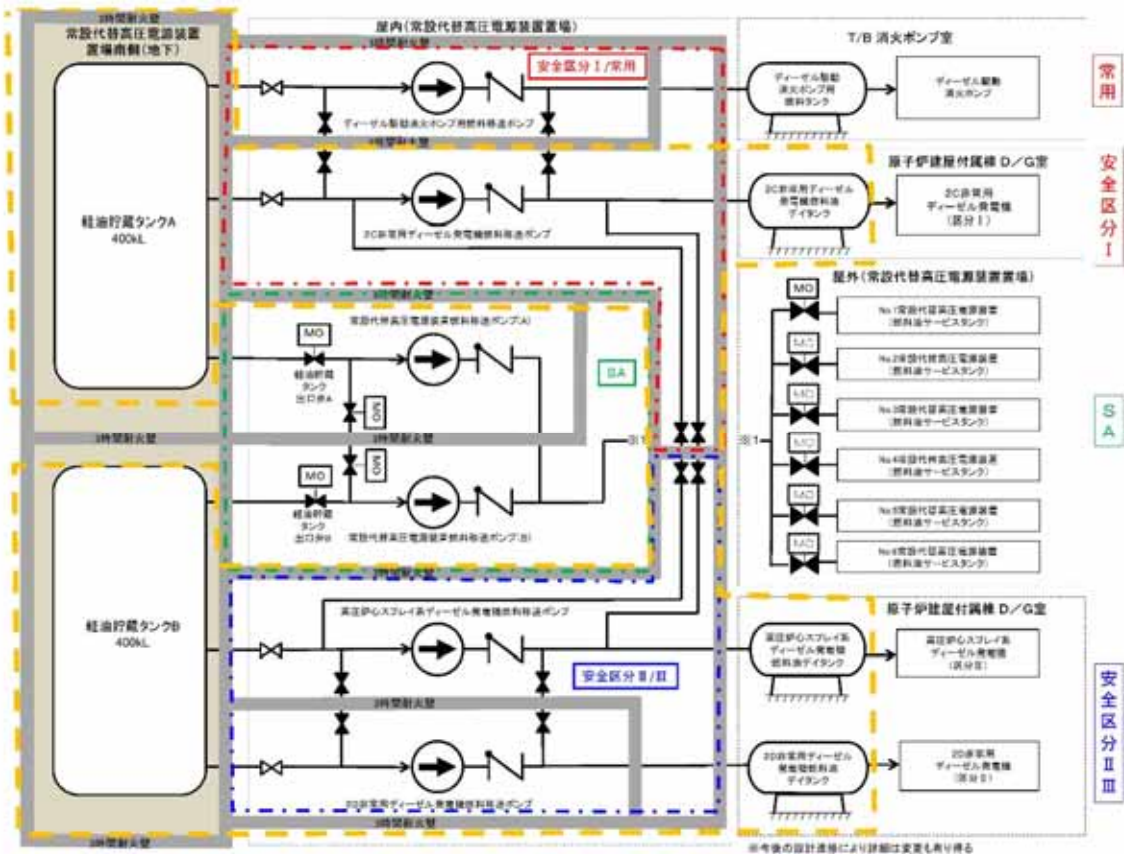 3時間耐火壁
常設代替高圧電源装置
置場南側(地下)
屋内(常設代替高圧電源装置置場)
3時間耐火壁
安全区分Ⅰ/常用
T/B 消火ポンプ室
常用
ディーゼル駆動
消火ポンプ用
燃料タンク
ディーゼル駆動
消火ポンプ
ディーゼル駆動消火ポンプ用燃料移送ポンプ
3時間耐火壁
原子炉建屋付属棟 D/G室
安全区分Ⅰ
軽油貯蔵タンクA
400kL
2C非常用ディーゼル
発電機燃料油
デイタンク
2C非常用
ディーゼル発電機
(区分Ⅰ)
2C非常用ディーゼル発電機燃料移送ポンプ
屋外(常設代替高圧電源装置置場)
3時間耐火壁
常設代替高圧電源装置燃料移送ポンプ(A)
MO
軽油貯蔵
タンク
出口弁A
MO
SA
3時間耐火壁
3時間耐火壁
※1
※1
MO
No.1常設代替高圧電源装置
(燃料油サービスタンク)
MO
No.2常設代替高圧電源装置
(燃料油サービスタンク)
MO
No.3常設代替高圧電源装置
(燃料油サービスタンク)
MO
No.4常設代替高圧電源装置
(燃料油サービスタンク)
MO
No.5常設代替高圧電源装置
(燃料油サービスタンク)
MO
No.6常設代替高圧電源装置
(燃料油サービスタンク)
SA
MO
MO
軽油貯蔵
タンク
出口弁B
常設代替高圧電源装置燃料移送ポンプ(B)
3時間耐火壁
原子炉建屋付属棟 D/G室
高圧炉心スプレイ系ディーゼル発電機燃料移送ポンプ
軽油貯蔵タンクB
400kL
高圧炉心スプレイ系
ディーゼル発電機
燃料油デイタンク
高圧炉心スプレイ系
ディーゼル発電機
(区分Ⅲ)
安全区分Ⅱ/Ⅲ
安全区分ⅡⅢ
3時間耐火壁
2D非常用ディーゼル
発電機燃料油
デイタンク
2D非常用
ディーゼル発電機
(区分Ⅱ)
2D非常用ディーゼル発電機燃料移送ポンプ
3時間耐火壁
3時間耐火壁
※今後の設計進捗により詳細は変更も有り得る